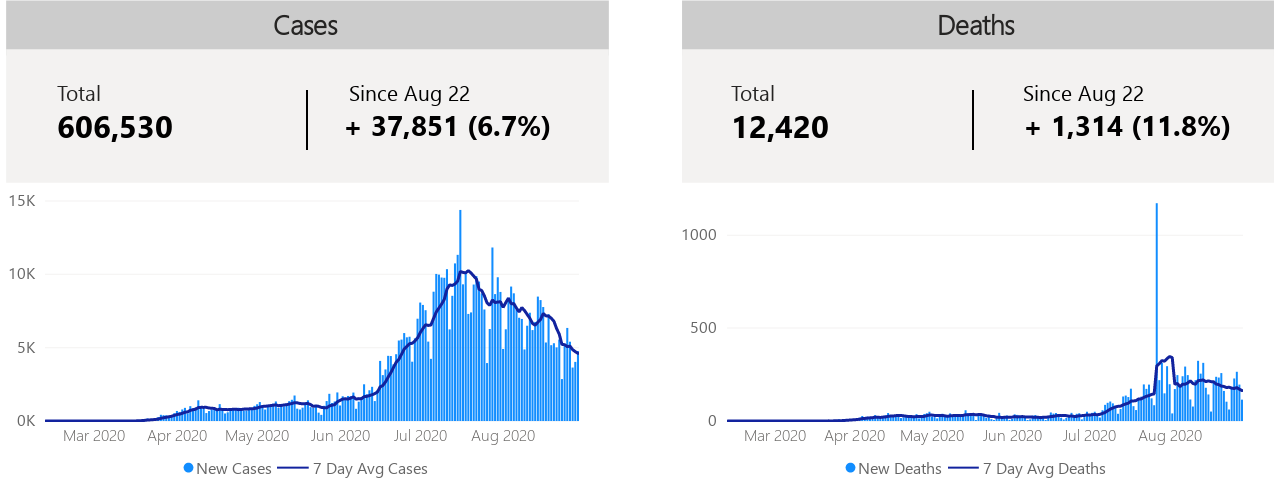 Cases
Total
606,530
Since Aug 22
+ 37,851 (6.7%)
15K
10K
5K
0K
Mar 2020 Apr 2020 May 2020 Jun 2020 Jul 2020 Aug 2020
New Cases 7 Day Avg Cases
Deaths
Total
12,420
Since Aug 22
+ 1,314 (11.8%)
1000
500
0
Mar 2020 Apr 2020 May 2020 Jun 2020 Jul 2020 Aug 2020
New Deaths 7 Day Avg Deaths